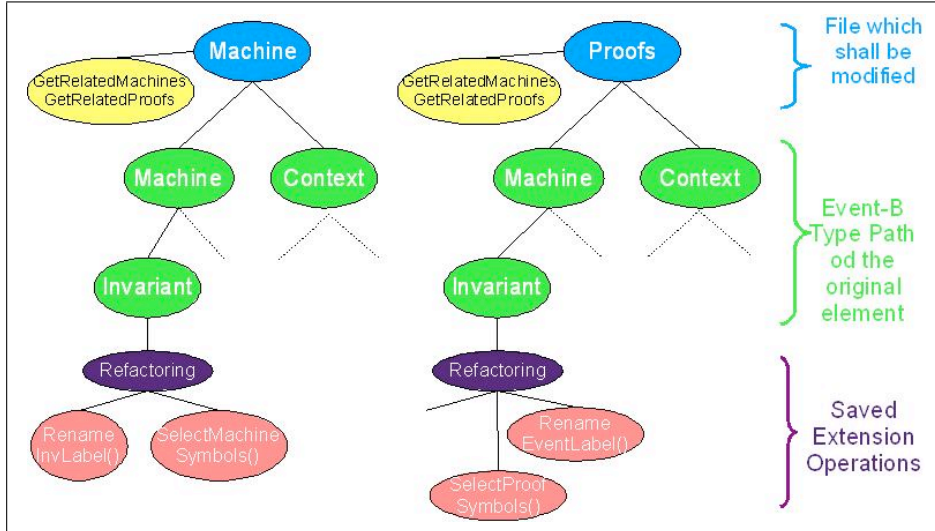 Machine
GetRelatedMachines
GetRelatedProofs
Machine
Context
Invariant
Refactoring
Rename
InvLabel()
SelectMachine
Symbols()
Proofs
GetRelatedMachines
GetRelatedProofs
Machine
Context
Invariant
Refactoring
Rename
EventLabel()
SelectProof
Symbols()
File which
shall be
modified
Event-B
Type Path
od the
original
element
Saved
Extension
Operations